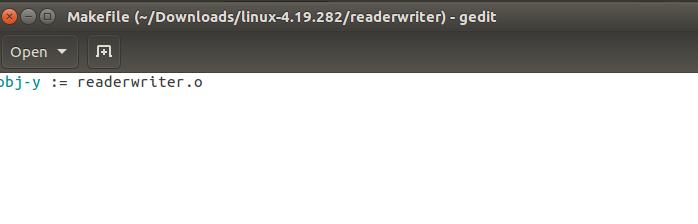 Makefile (~/Downloads/linux-4.19.282/readerwriter) - gedit
Open
obj-y := readerwriter.o